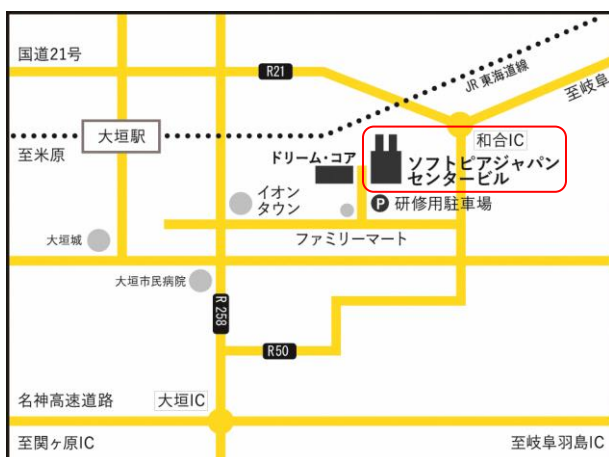 国道21号
R21
JR 東海道線
至岐阜
大垣駅
至米原
和合IC
ドリーム・コア
ソフトピアジャパン
センタービル
イオン
タウン
P 研修用駐車場
ファミリーマート
大垣城
大垣市民病院
R 258
R50
名神高速道路
大垣IC
至関ヶ原IC
至岐阜羽島IC